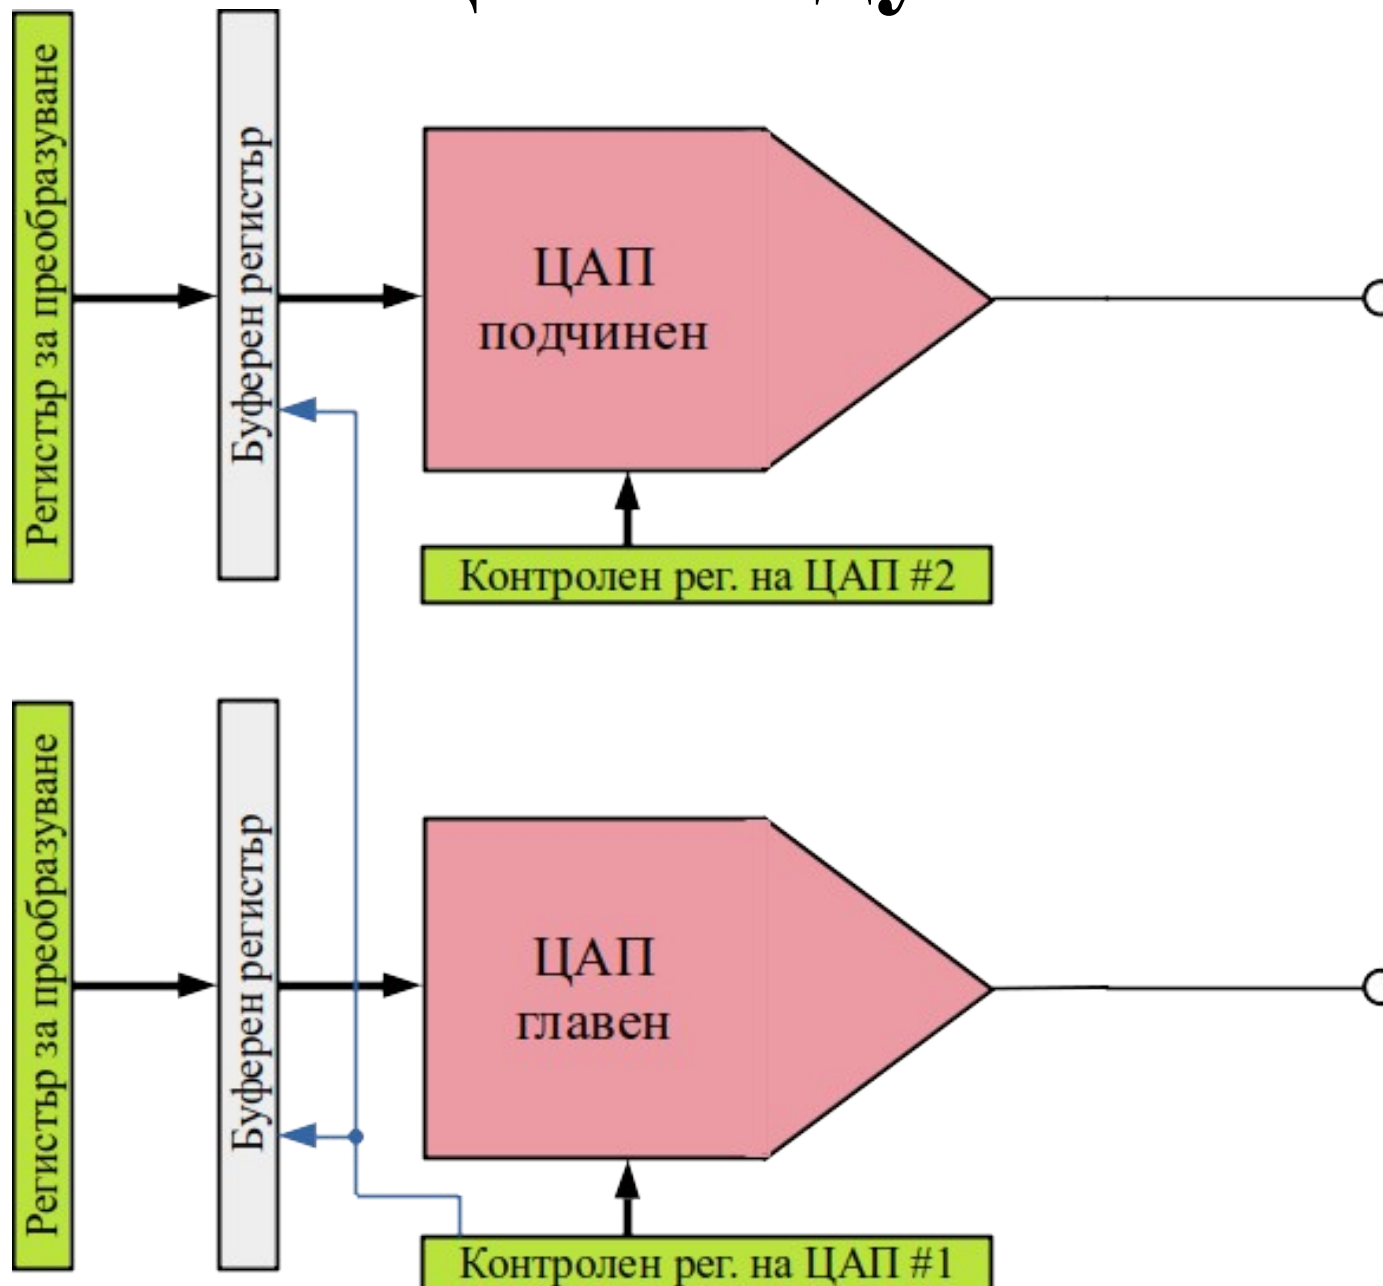 Регистър за преобразуване
Буферен регистър
ЦАП
подчинен
Контролен рег. на ЦАП #2
Регистър за преобразуване
Буферен регистър
ЦАП
главен
Контролен рег. на ЦАП #1